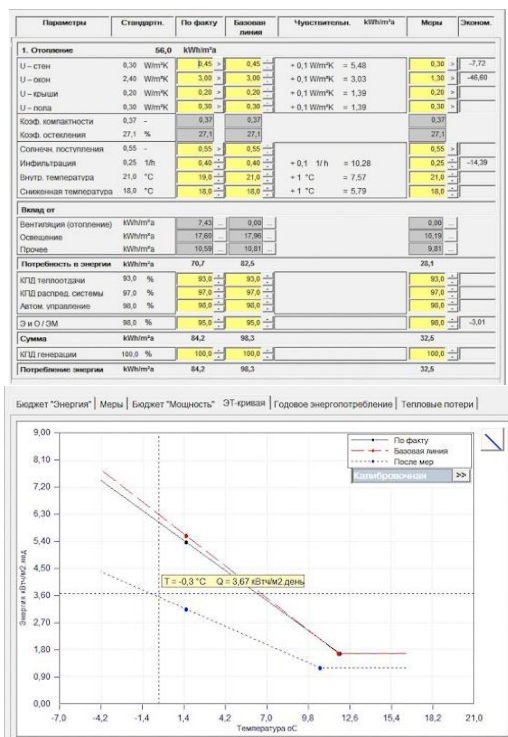 Параметры Стандартн. По факту Базовая линия Чувствительн. kWh/m²a Меры Эконом.
1. Отопление 56,0 kWh/m²a
U – стен 0,30 W/m²K 0,45 > 0,45 + 0,1 W/m²K = 5,48 0,30 > -7,72
U – окон 2,40 W/m²K 3,00 > 3,00 + 0,1 W/m²K = 3,03 1,30 > -46,60
U – крыши 0,20 W/m²K 0,20 > 0,20 + 0,1 W/m²K = 1,39 0,20 >
U – пола 0,30 W/m²K 0,30 > 0,30 + 0,1 W/m²K = 1,39 0,30 >
Коэф. компактности 0,37 - 0,37 0,37
Коэф. остекления 27,1 % 27,1 27,1
Солнечн. поступления 0,55 - 0,55 > 0,55 0,55 >
Инфильтрация 0,25 1/h 0,40 0,40 + 0,1 1/h = 10,28 0,25 -14,39
Внутр. температура 21,0 °C 19,0 21,0 + 1 °C = 7,57 21,0
Сниженная температура 18,0 °C 18,0 18,0 + 1 °C = 5,79 18,0
Вклад от
Вентиляция (отопление) kWh/m²a 7,43 ... 0,00 ... 0,00 ...
Освещение kWh/m²a 17,60 ... 17,96 ... 10,19 ...
Прочее kWh/m²a 10,59 ... 10,81 ... 9,81 ...
Потребность в энергии kWh/m²a 70,7 82,5 28,1
КПД теплоотдачи 93,0 % 93,0 93,0 93,0
КПД распред. системы 97,0 % 97,0 97,0 97,0
Автом. управление 98,0 % 98,0 98,0 98,0
Э и О / ЭМ 98,0 % 95,0 95,0 98,0 -3,01
Сумма kWh/m²a 84,2 98,3 32,5
КПД генерации 100,0 % 100,0 100,0 100,0
Потребление энергии kWh/m²a 84,2 98,3 32,5
Бюджет "Энергия" Меры Бюджет "Мощность" ЭТ-кривая Годовое энергопотребление Тепловые потери
9,00
8,10
7,20
6,30
5,40
4,50
3,60
2,70
1,80
0,90
0,00
Энергия кВтч/м2.нед
По факту
Базовая линия
После мер
Калибровочная >>
T = -0,3 °C Q = 3,67 кВтч/м2 день
-7,0 -4,2 -1,4 1,4 4,2 7,0 9,8 12,6 15,4 18,2 21,0
Температура oC